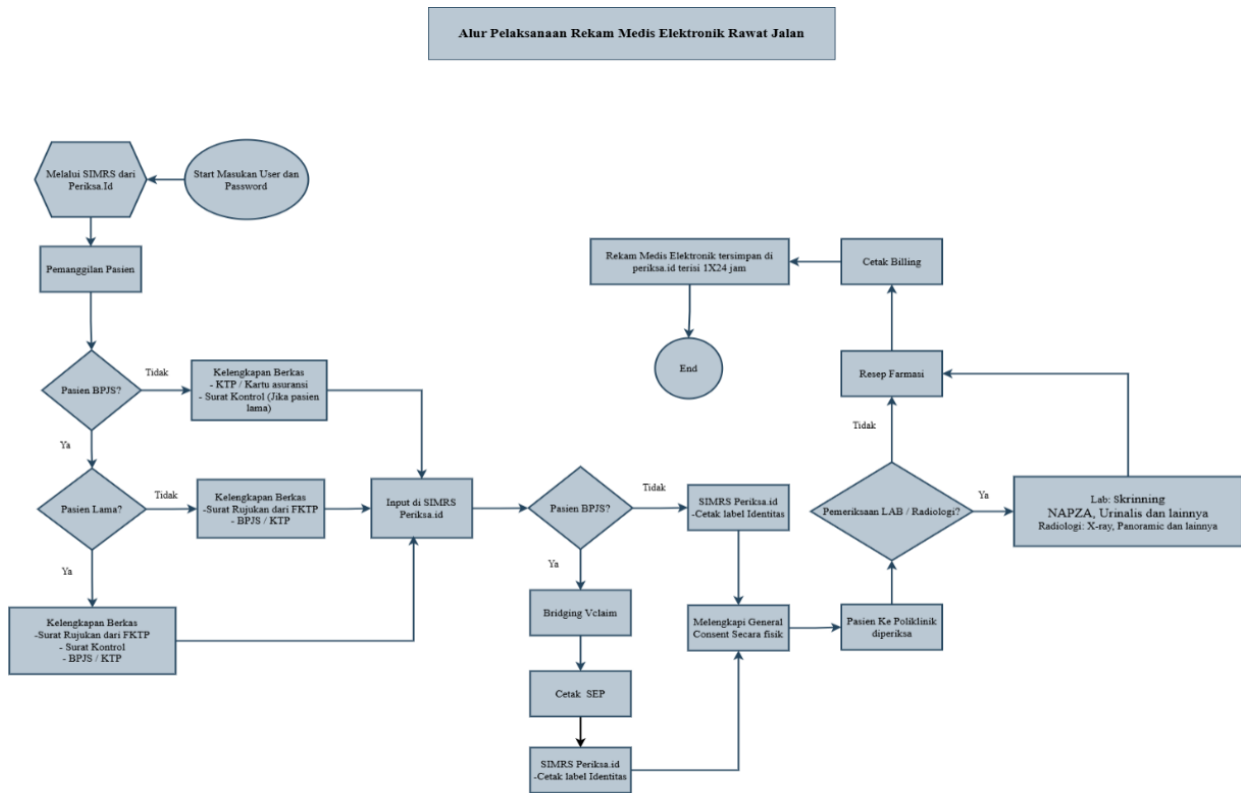 Alur Pelaksanaan Rekam Medis Elektronik Rawat Jalan
Start Masukan User dan
Password
Melalui SIMRS dari
Periksa.Id
Pemanggilan Pasien
Pasien BPJS?
Tidak
Kelengkapan Berkas
- KTP / Kartu asuransi
- Surat Kontrol (Jika pasien
lama)
Ya
Pasien Lama?
Tidak
Kelengkapan Berkas
-Surat Rujukan dari FKTP
- BPJS / KTP
Ya
Kelengkapan Berkas
-Surat Rujukan dari FKTP
- Surat Kontrol
- BPJS / KTP
Input di SIMRS
Periksa.id
Pasien BPJS?
Tidak
SIMRS Periksa.id
-Cetak label Identitas
Ya
Bridging Vclaim
Cetak SEP
SIMRS Periksa.id
-Cetak label Identitas
Melengkapi General
Consent Secara fisik
Pasien Ke Poliklinik
diperiksa
Pemeriksaan LAB / Radiologi?
Ya
Lab: Skrinning
NAPZA, Urinalis dan lainnya
Radiologi: X-ray, Panoramic dan lainnya
Tidak
Resep Farmasi
Cetak Billing
Rekam Medis Elektronik tersimpan di
periksa.id terisi 1X24 jam
End